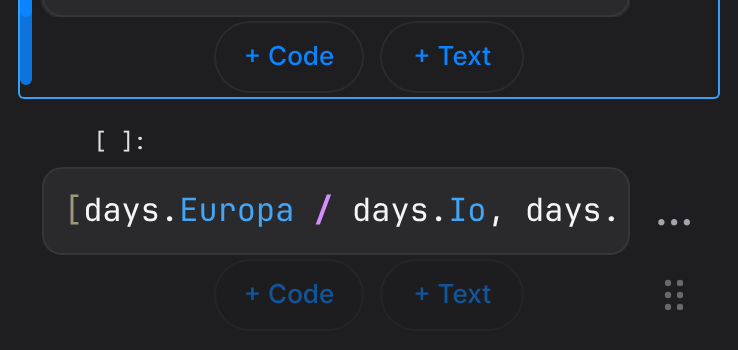 + Code + Text
[ ]:
[days.Europa / days.Io, days.
...
+ Code + Text